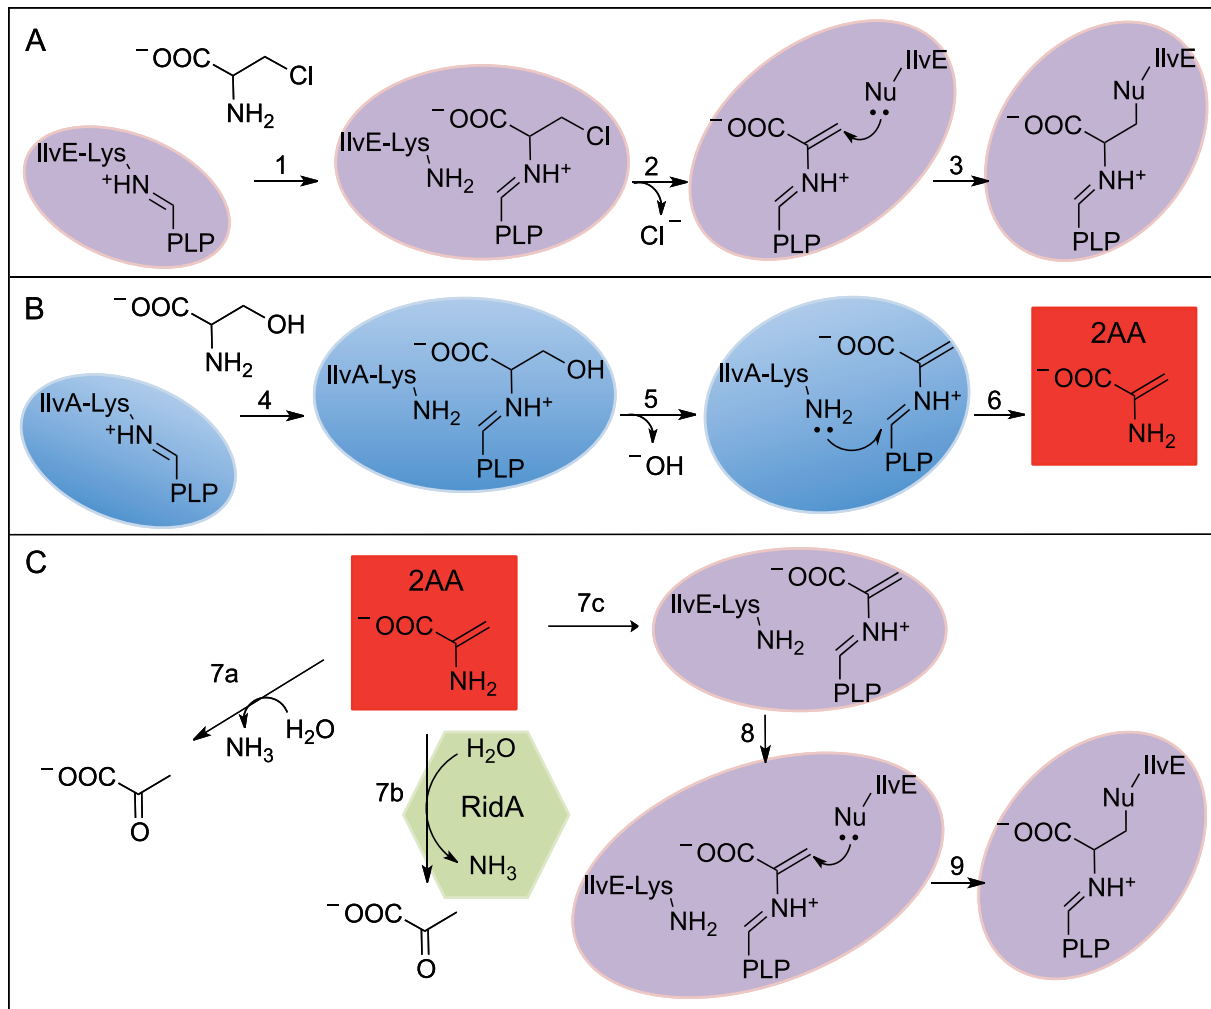 A
⁻OOC
Cl
NH₂
IlvE-Lys
⁺HN
PLP
1
IlvE-Lys
NH₂
⁻OOC
Cl
NH⁺
PLP
2
Cl⁻
⁻OOC
Nu
IlvE
NH⁺
PLP
3
IlvE
Nu
⁻OOC
NH⁺
PLP
B
⁻OOC
OH
NH₂
IlvA-Lys
⁺HN
PLP
4
⁻OOC
OH
IlvA-Lys
NH₂
NH⁺
PLP
5
⁻OH
⁻OOC
IlvA-Lys
NH₂
NH⁺
PLP
6
2AA
⁻OOC
NH₂
C
2AA
⁻OOC
NH₂
7a
H₂O
NH₃
⁻OOC
O
7b
H₂O
RidA
NH₃
⁻OOC
O
7c
⁻OOC
IlvE-Lys
NH₂
NH⁺
PLP
8
IlvE
Nu
⁻OOC
IlvE-Lys
NH₂
NH⁺
PLP
9
IlvE
Nu
⁻OOC
NH⁺
PLP